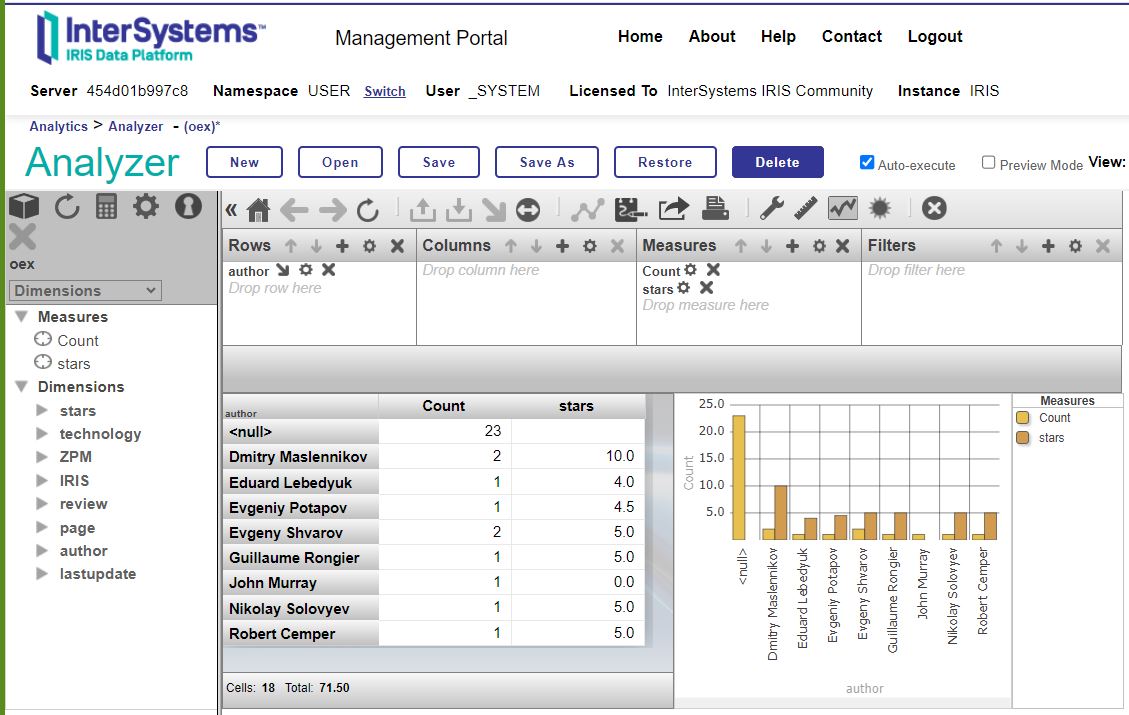 InterSystems™
IRIS Data Platform
Management Portal
Home About Help Contact Logout
Server 454d01b997c8 Namespace USER Switch User _SYSTEM Licensed To InterSystems IRIS Community Instance IRIS
Analytics > Analyzer - (oex)*
Analyzer New Open Save Save As Restore Delete Auto-execute Preview Mode View:
«
oex
Dimensions
Measures
Count
stars
Dimensions
stars
technology
ZPM
IRIS
review
page
author
lastupdate
Rows Columns Measures Filters
author
Drop row here
Drop column here
Count
stars
Drop measure here
Drop filter here
author Count stars
<null> 23
Dmitry Maslennikov 2 10.0
Eduard Lebedyuk 1 4.0
Evgeniy Potapov 1 4.5
Evgeny Shvarov 2 5.0
Guillaume Rongier 1 5.0
John Murray 1 0.0
Nikolay Solovyev 1 5.0
Robert Cemper 1 5.0
Cells: 18 Total: 71.50
25.0
20.0
15.0
10.0
5.0
Count
<null>
Dmitry Maslennikov
Eduard Lebedyuk
Evgeniy Potapov
Evgeny Shvarov
Guillaume Rongier
John Murray
Nikolay Solovyev
Robert Cemper
author
Measures
Count
stars